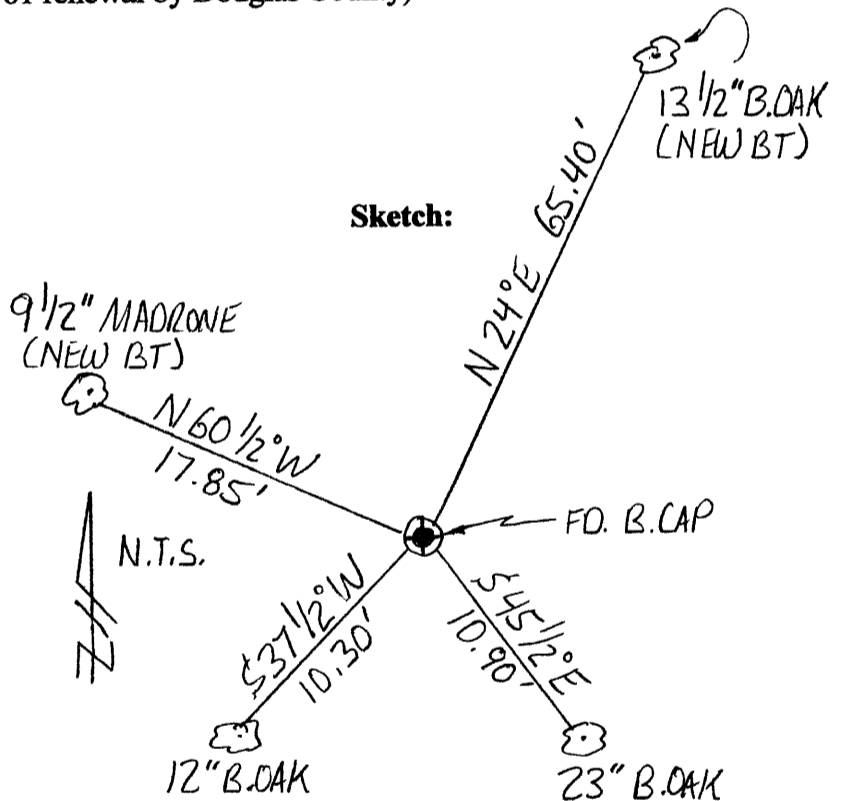 of renewal by Douglas County)
13 1/2" B.OAK
(NEW BT)
Sketch:
N 24°E 65.40'
9 1/2" MADRONE
(NEW BT)
N 60 1/2°W
17.85'
FD. B.CAP
N.T.S.
N
S37 1/2°W
10.30'
S45 1/2°E
10.90'
12" B.OAK
23" B.OAK